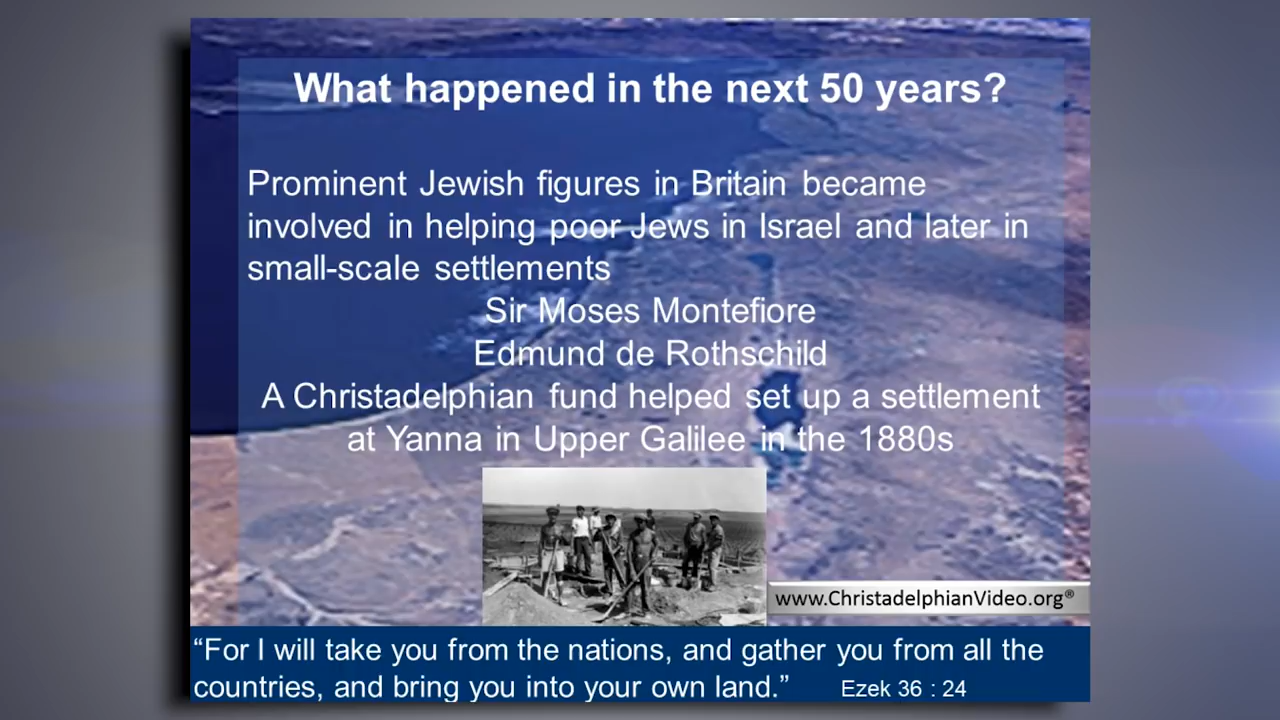 What happened in the next 50 years?
Prominent Jewish figures in Britain became
involved in helping poor Jews in Israel and later in
small-scale settlements
Sir Moses Montefiore
Edmund de Rothschild
A Christadelphian fund helped set up a settlement
at Yanna in Upper Galilee in the 1880s
www.ChristadelphianVideo.org®
“For I will take you from the nations, and gather you from all the
countries, and bring you into your own land.” Ezek 36 : 24